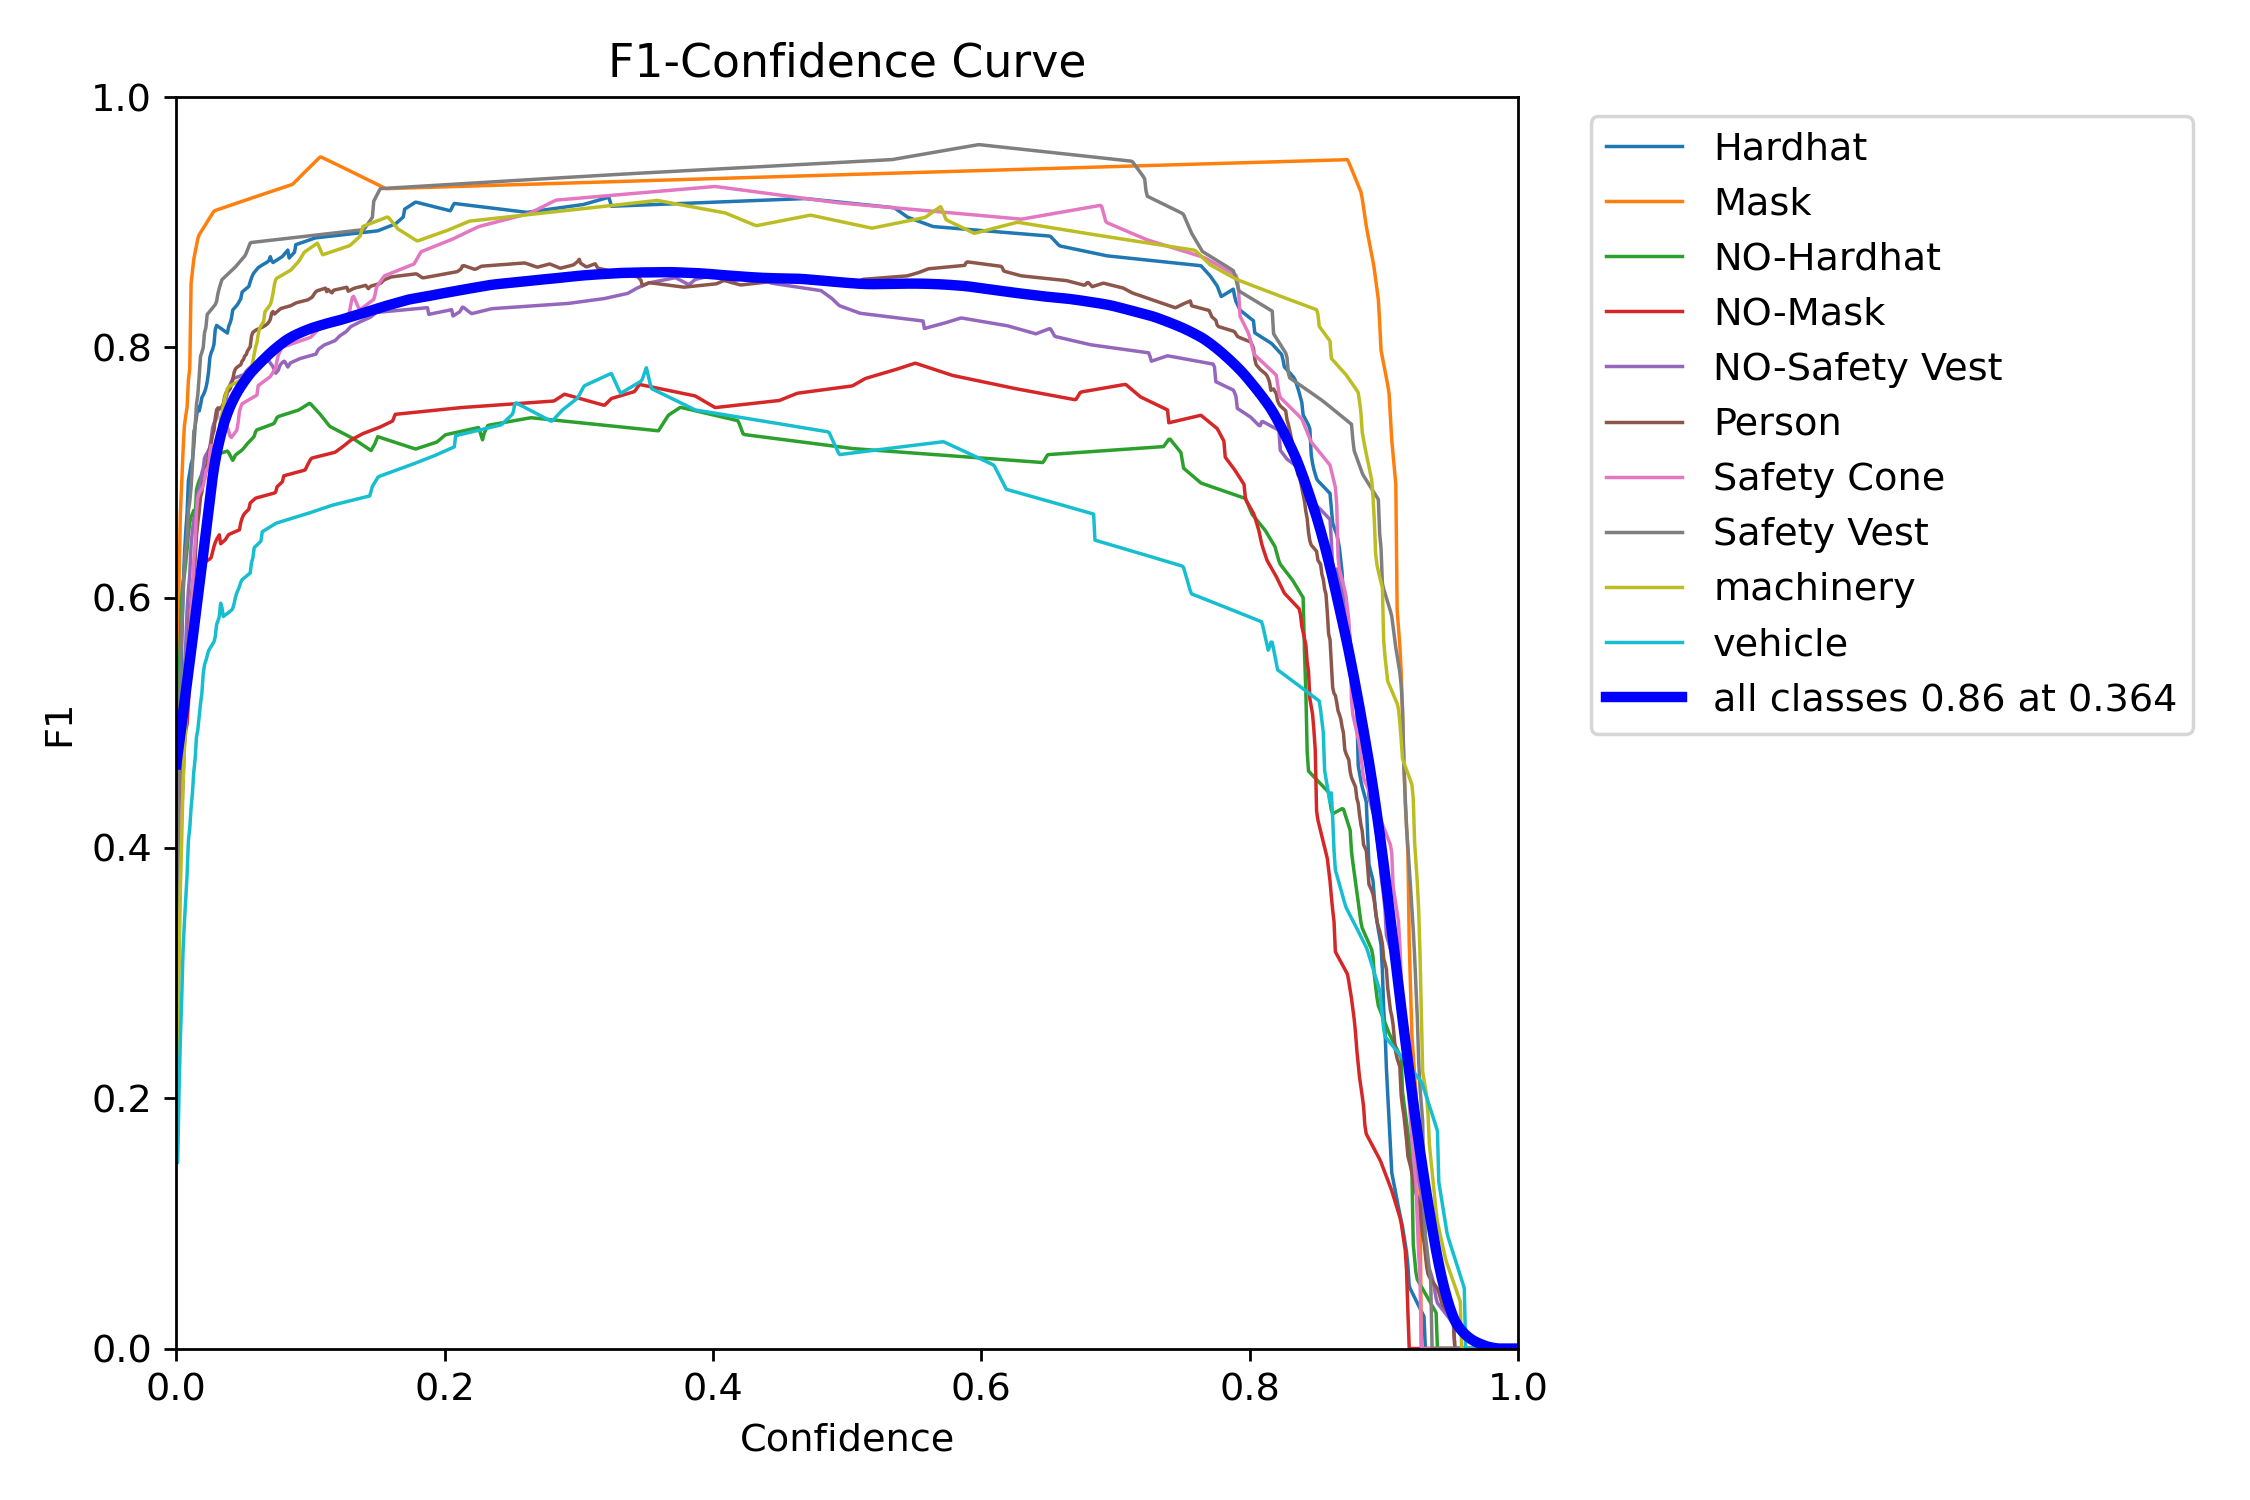 F1-Confidence Curve
1.0
0.8
0.6
0.4
0.2
0.0
F1
0.0 0.2 0.4 0.6 0.8 1.0
Confidence
Hardhat
Mask
NO-Hardhat
NO-Mask
NO-Safety Vest
Person
Safety Cone
Safety Vest
machinery
vehicle
all classes 0.86 at 0.364